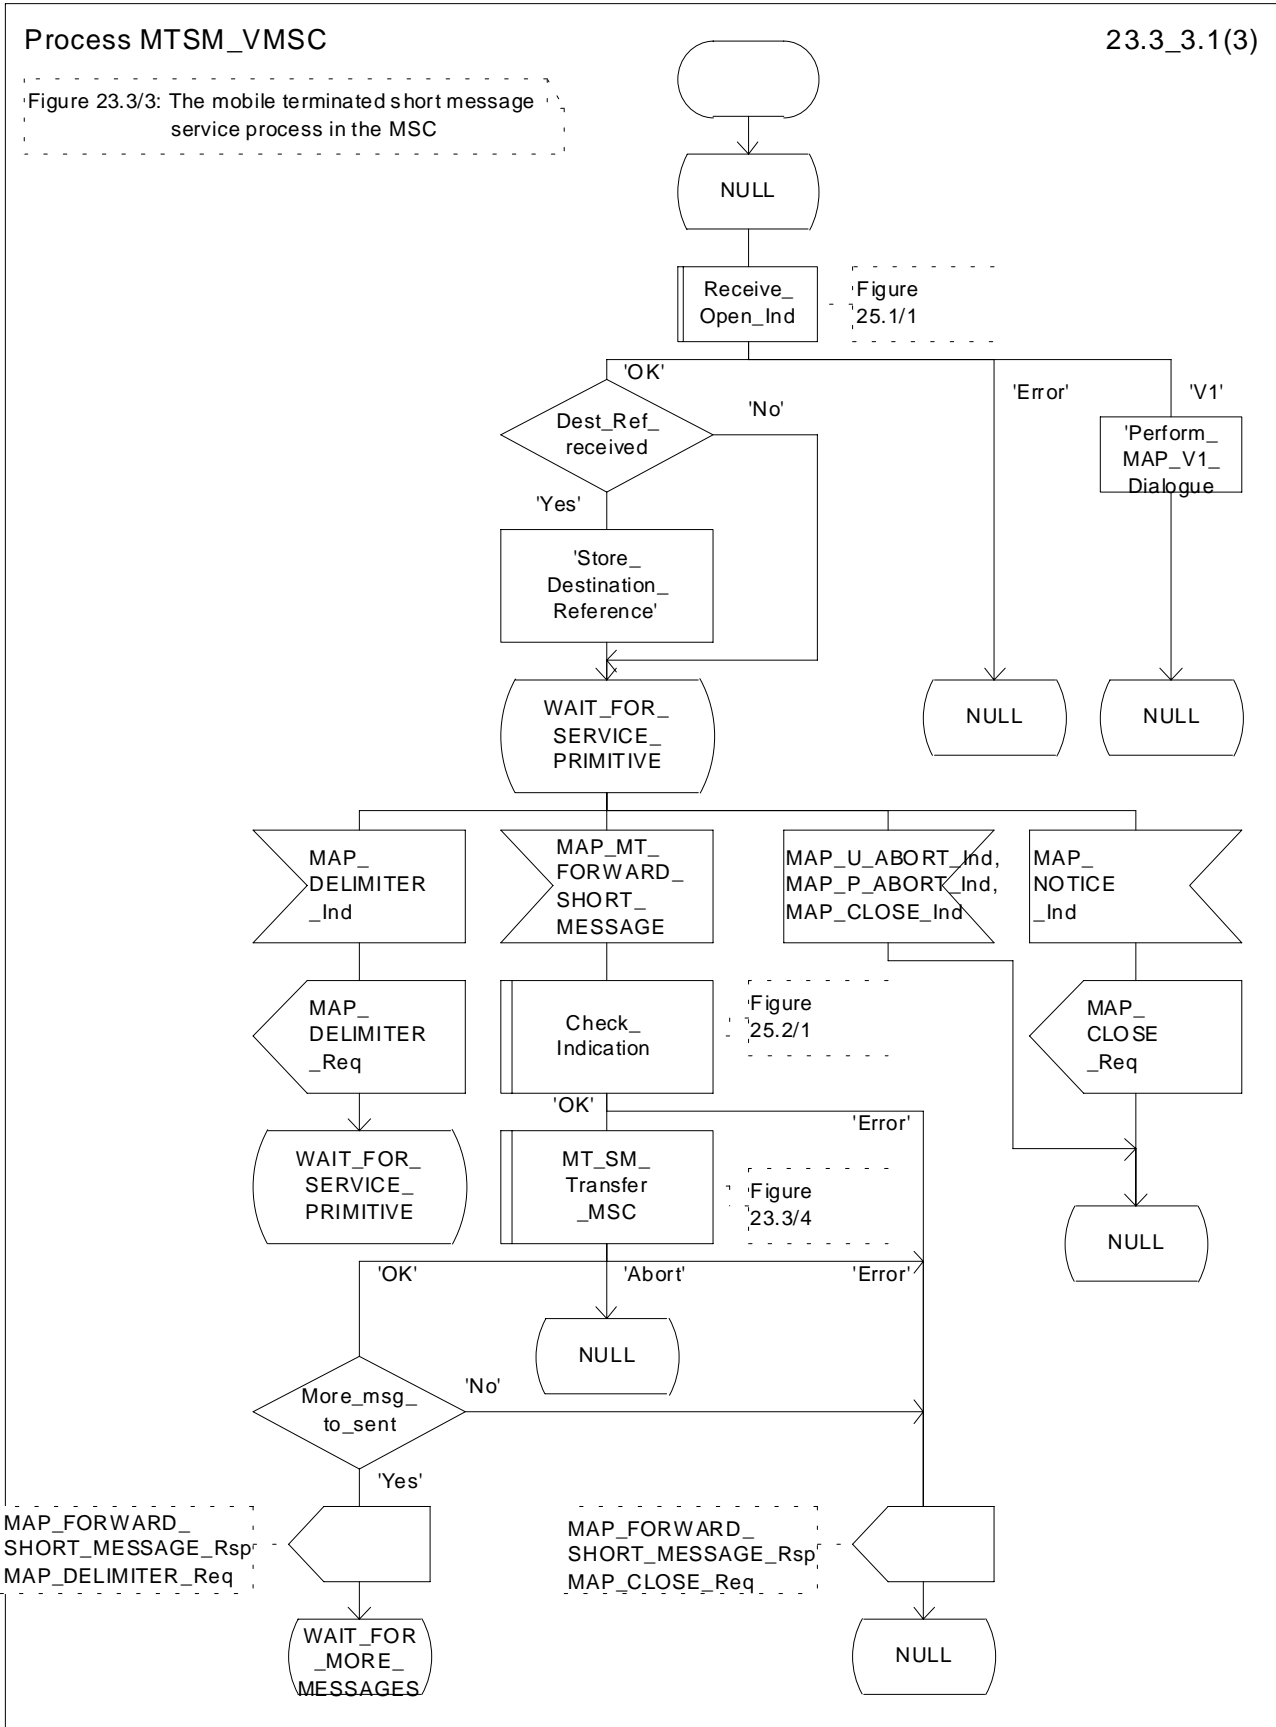 Process MTSM_VMSC
23.3_3.1(3)
Figure 23.3/3: The mobile terminated short message
service process in the MSC
NULL
Receive_
Open_Ind
Figure
25.1/1
'OK'
'Error'
'V1'
Dest_Ref_
received
'No'
'Perform_
MAP_V1_
Dialogue
'Yes'
'Store_
Destination_
Reference'
WAIT_FOR_
SERVICE_
PRIMITIVE
NULL
NULL
MAP_
DELIMITER
_Ind
MAP_MT_
FORWARD_
SHORT_
MESSAGE
MAP_U_ABORT_Ind,
MAP_P_ABORT_Ind,
MAP_CLOSE_Ind
MAP_
NOTICE
_Ind
MAP_
DELIMITER
_Req
Check_
Indication
Figure
25.2/1
MAP_
CLOSE
_Req
'OK'
'Error'
WAIT_FOR_
SERVICE_
PRIMITIVE
MT_SM_
Transfer
_MSC
Figure
23.3/4
NULL
'OK'
'Abort'
'Error'
NULL
More_msg_
to_sent
'No'
'Yes'
MAP_FORWARD_
SHORT_MESSAGE_Rsp
MAP_DELIMITER_Req
MAP_FORWARD_
SHORT_MESSAGE_Rsp
MAP_CLOSE_Req
WAIT_FOR
_MORE_
MESSAGES
NULL